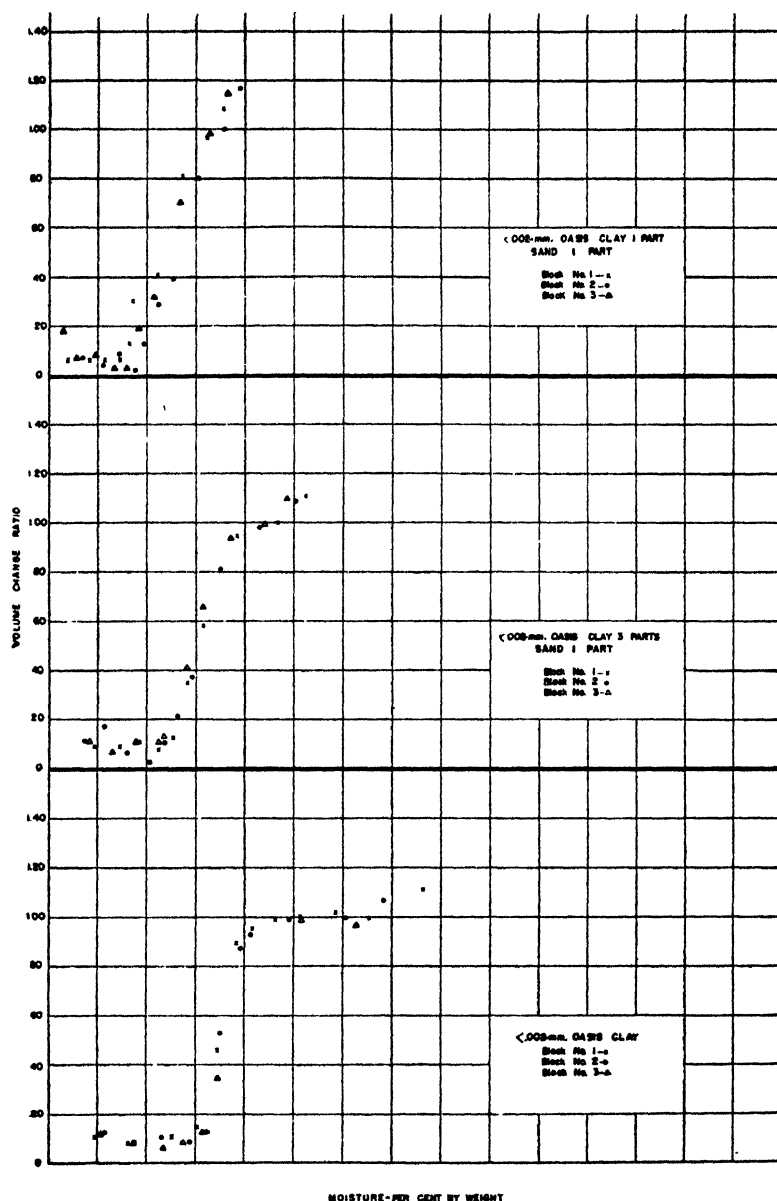 1.40
1.20
1.00
.80
.60
.40
.20
0
<.002-mm. OASIS CLAY 1 PART
SAND 1 PART
Block No. 1-x
Block No. 2-o
Block No. 3-△
1.40
1.20
1.00
.80
.60
.40
.20
0
VOLUME CHANGE RATIO
OASIS CLAY 3 PARTS
SAND 1 PART
Block No. 1-x
Block No. 2
Block No. 3-△
1.40
1.20
1.00
.80
.60
.40
.20
0
OASIS CLAY
Block No. 1-x
Block No. 2-o
Block No. 3-△
MOISTURE-PER CENT BY WEIGHT